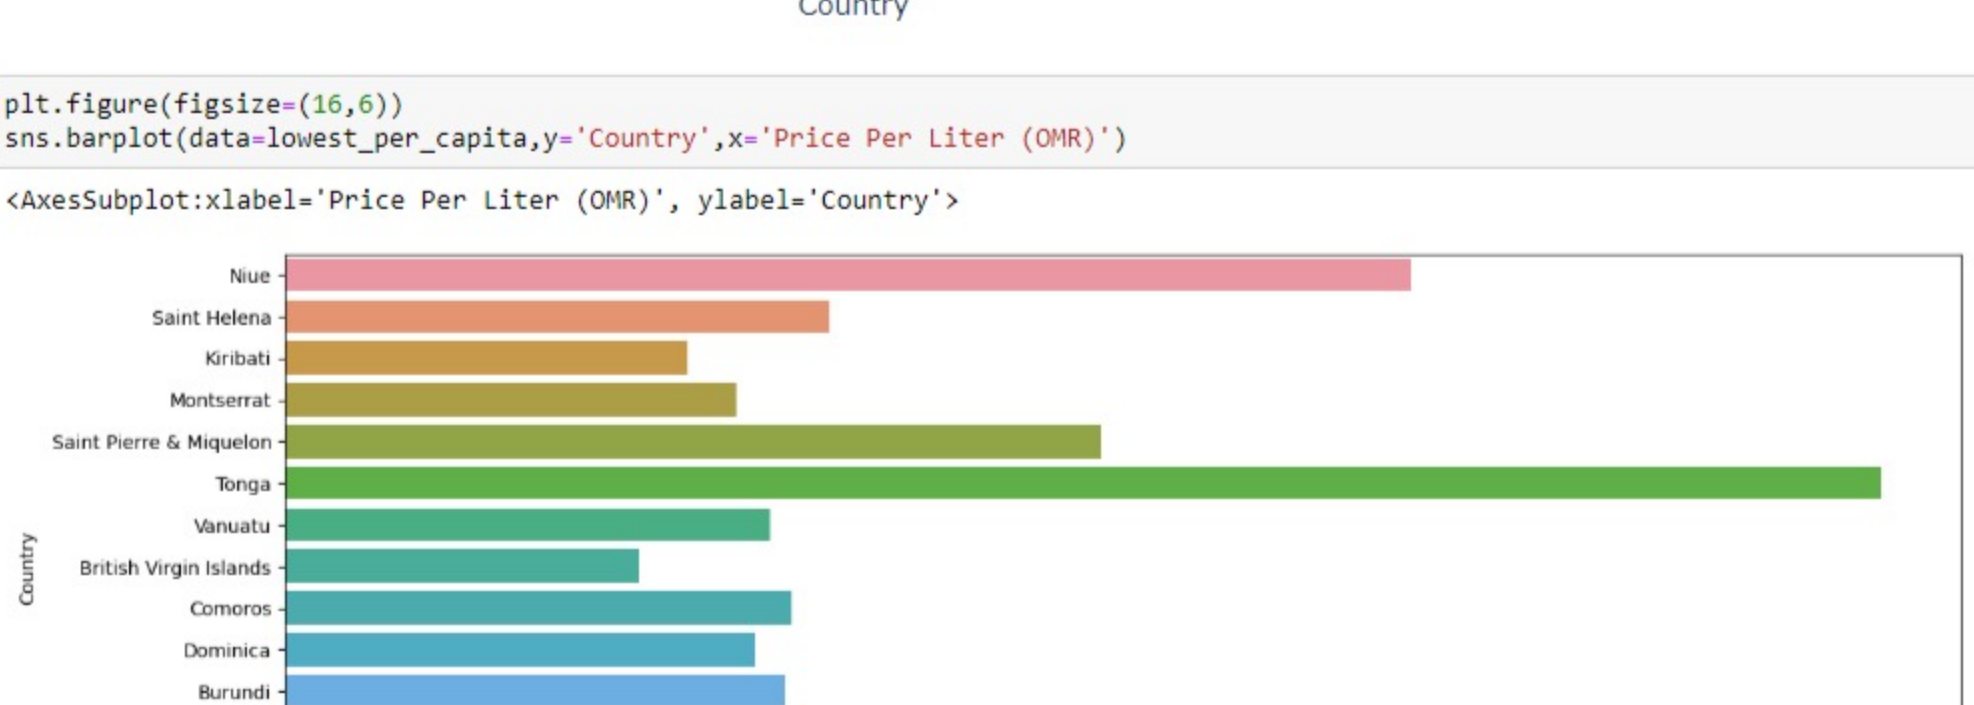 Country
plt.figure(figsize=(16,6))
sns.barplot(data=lowest_per_capita,y='Country',x='Price Per Liter (OMR)')
<AxesSubplot:xlabel='Price Per Liter (OMR)', ylabel='Country'>
Niue
Saint Helena
Kiribati
Montserrat
Saint Pierre & Miquelon
Tonga
Vanuatu
British Virgin Islands
Comoros
Dominica
Burundi
Country